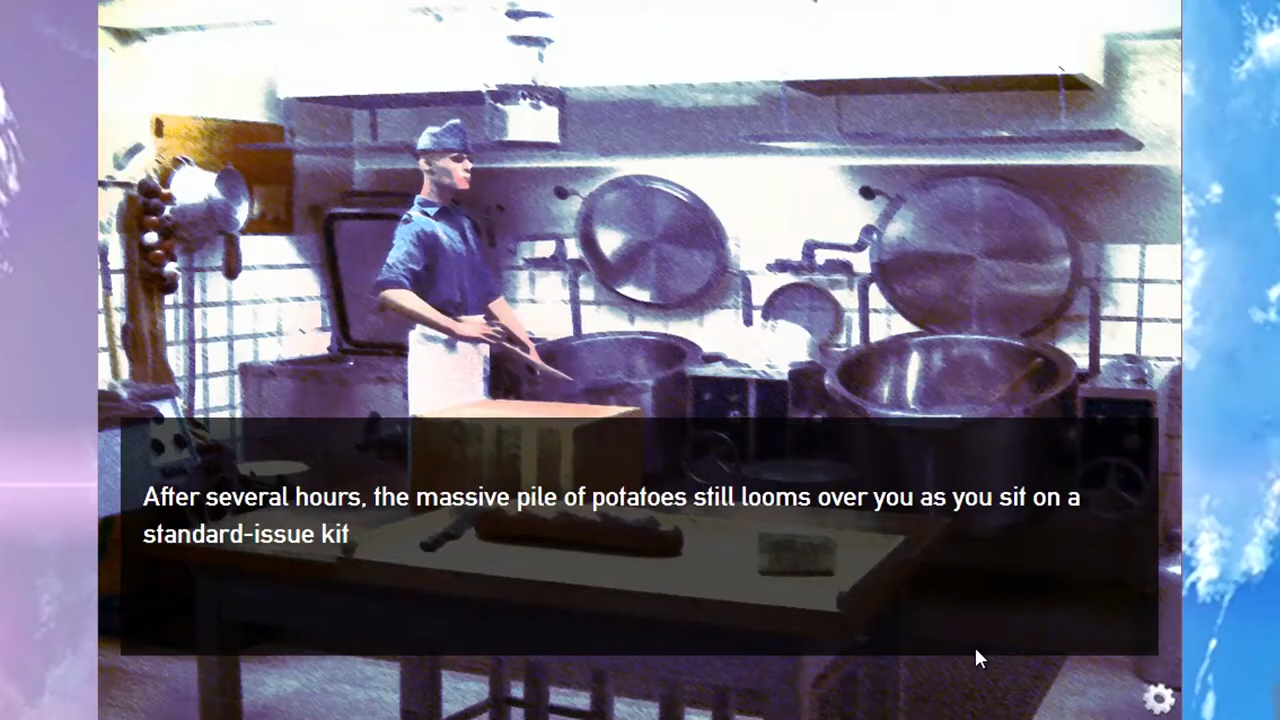 After several hours, the massive pile of potatoes still looms over you as you sit on a
standard-issue kit